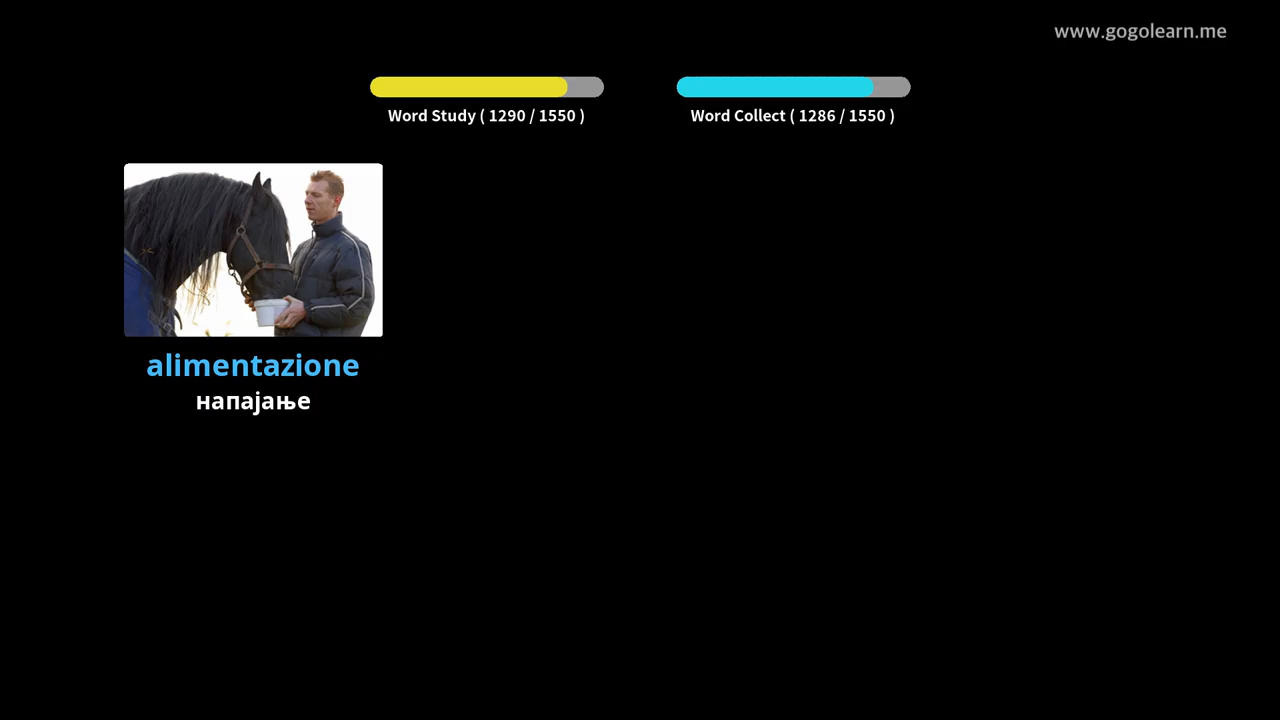 www.gogolearn.me
Word Study ( 1290 / 1550 )
Word Collect ( 1286 / 1550 )
alimentazione
напајање